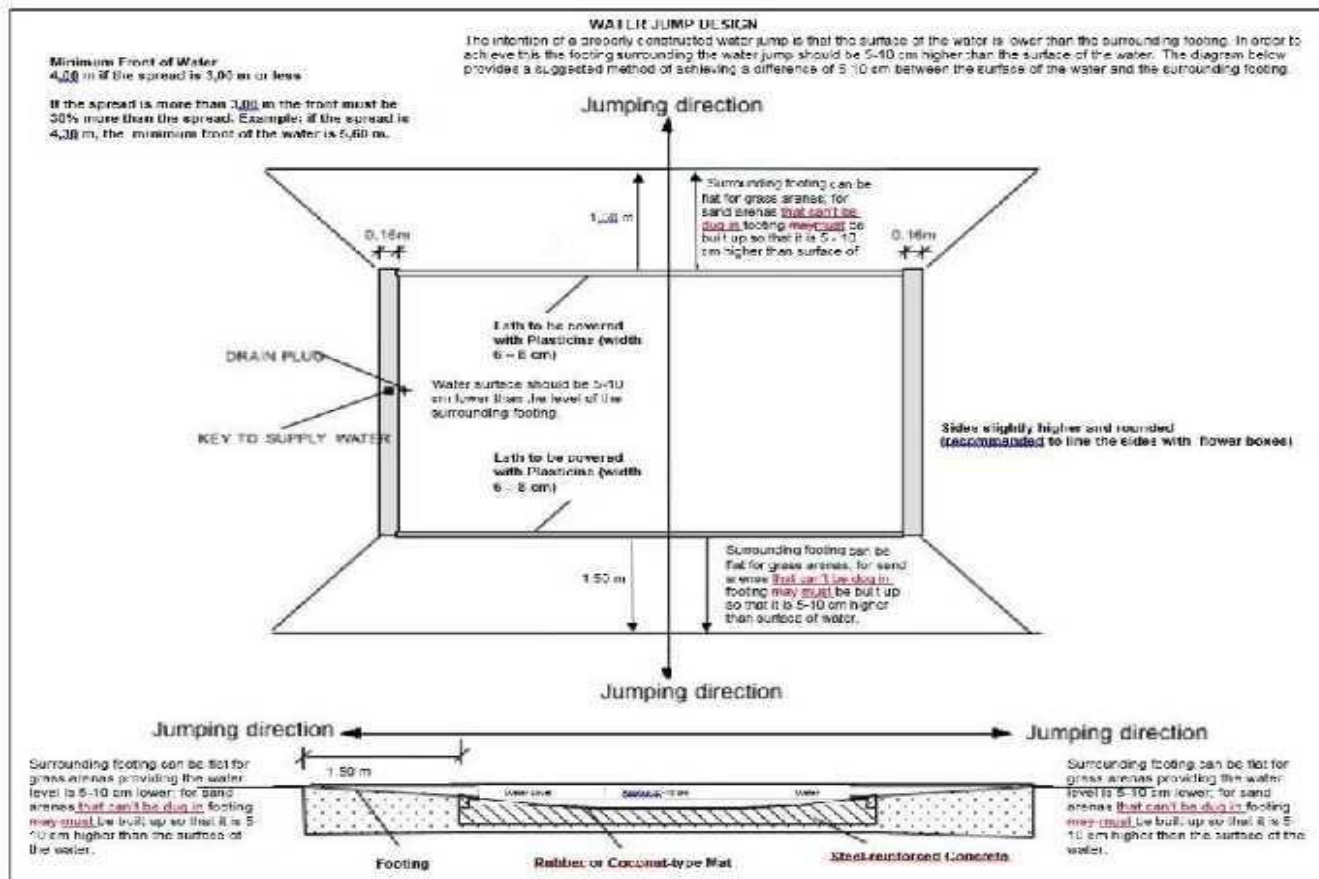 WATER JUMP DESIGN
The intention of a properly constructed water jump is that the surface of the water is lower than the surrounding footing. In order to
achieve this the footing surrounding the water jump should be 5-10 cm higher than the surface of the water. The diagram below
provides a suggested method of achieving a difference of 5-10 cm between the surface of the water and the surrounding footing.
Minimum Front of Water
4,00 m if the spread is 3,00 m or less
If the spread is more than 3,00 m the front must be
30% more than the spread. Example: if the spread is
4,30 m, the minimum front of the water is 5,60 m.
Jumping direction
Surrounding footing can be
flat for grass arenas; for
sand arenas that can't be
dug in footing may must be
built up so that it is 5 - 10
cm higher than surface of
m
0.16m
0.16m
Lath to be covered
with Plasticine (width
6 – 8 cm)
DRAIN PLUG
Water surface should be 5-10
cm lower than the level of the
surrounding footing.
KEY TO SUPPLY WATER
Sides slightly higher and rounded
(recommended to line the sides with flower boxes)
Lath to be covered
with Plasticine (width
6 – 8 cm)
1.50 m
Surrounding footing can be
flat for grass arenas; for sand
arenas that can't be dug in
footing may must be built up
so that it is 5-10 cm higher
than surface of water.
Jumping direction
Jumping direction
Jumping direction
Surrounding footing can be flat for
grass arenas providing the water
level is 5-10 cm lower; for sand
arenas that can't be dug in footing
may must be built up so that it is 5-
10 cm higher than the surface of
the water.
1.50 m
Water Level
Water
Surrounding footing can be flat for
grass arenas providing the water
level is 5-10 cm lower; for sand
arenas that can't be dug in footing
may must be built up so that it is 5-
10 cm higher than the surface of the
water.
Footing
Rubber or Coconut-type Mat
Steel-reinforced Concrete